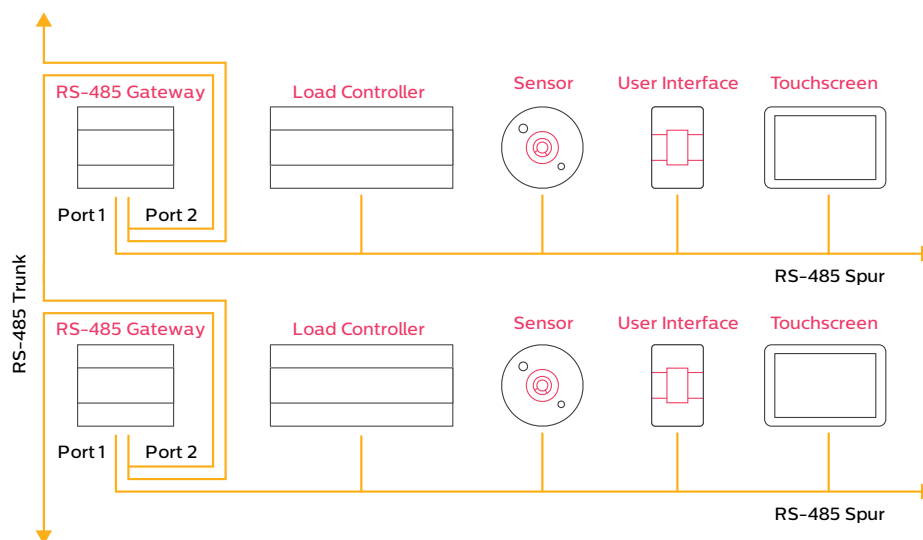 RS-485 Gateway
Load Controller
Sensor
User Interface
Touchscreen
Port 1
Port 2
RS-485 Spur
RS-485 Trunk
RS-485 Gateway
Load Controller
Sensor
User Interface
Touchscreen
Port 1
Port 2
RS-485 Spur